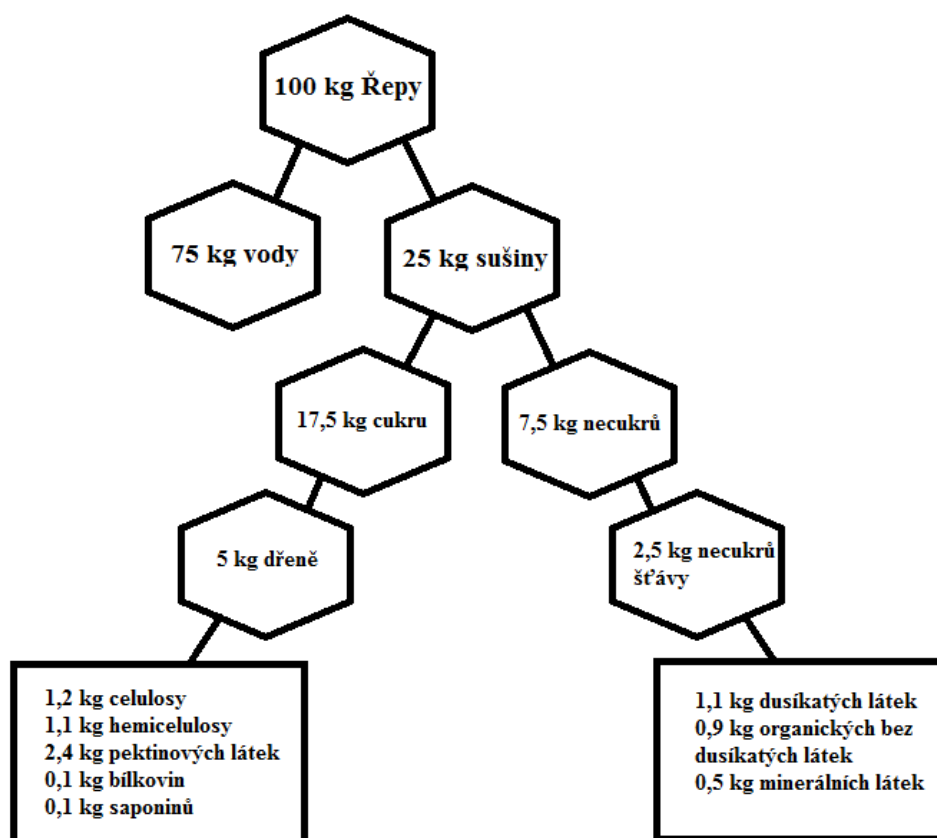 100 kg Řepy
75 kg vody
25 kg sušiny
17,5 kg cukru
7,5 kg necukrů
5 kg dřeně
2,5 kg necukrů
šťávy
1,2 kg celulosy
1,1 kg hemicelulosy
2,4 kg pektinových látek
0,1 kg bílkovin
0,1 kg saponinů
1,1 kg dusíkatých látek
0,9 kg organických bez
dusíkatých látek
0,5 kg minerálních látek